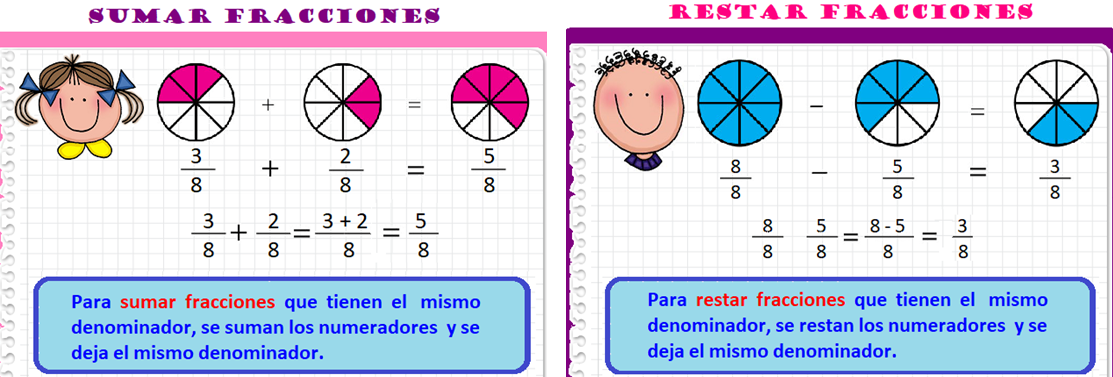 SUMAR FRACCIONES
+ =
3/8 + 2/8 = 5/8
3/8 + 2/8 = 3 + 2/8 = 5/8
Para sumar fracciones que tienen el mismo
denominador, se suman los numeradores y se
deja el mismo denominador.
RESTAR FRACCIONES
− =
8/8 − 5/8 = 3/8
8/8 5/8 = 8 - 5/8 = 3/8
Para restar fracciones que tienen el mismo
denominador, se restan los numeradores y se
deja el mismo denominador.